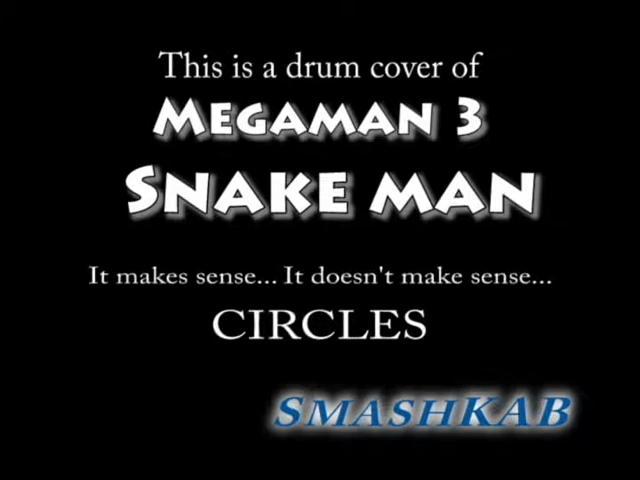 This is a drum cover of
MEGAMAN 3
SNAKE MAN
It makes sense... It doesn't make sense...
CIRCLES
SMASHKAB